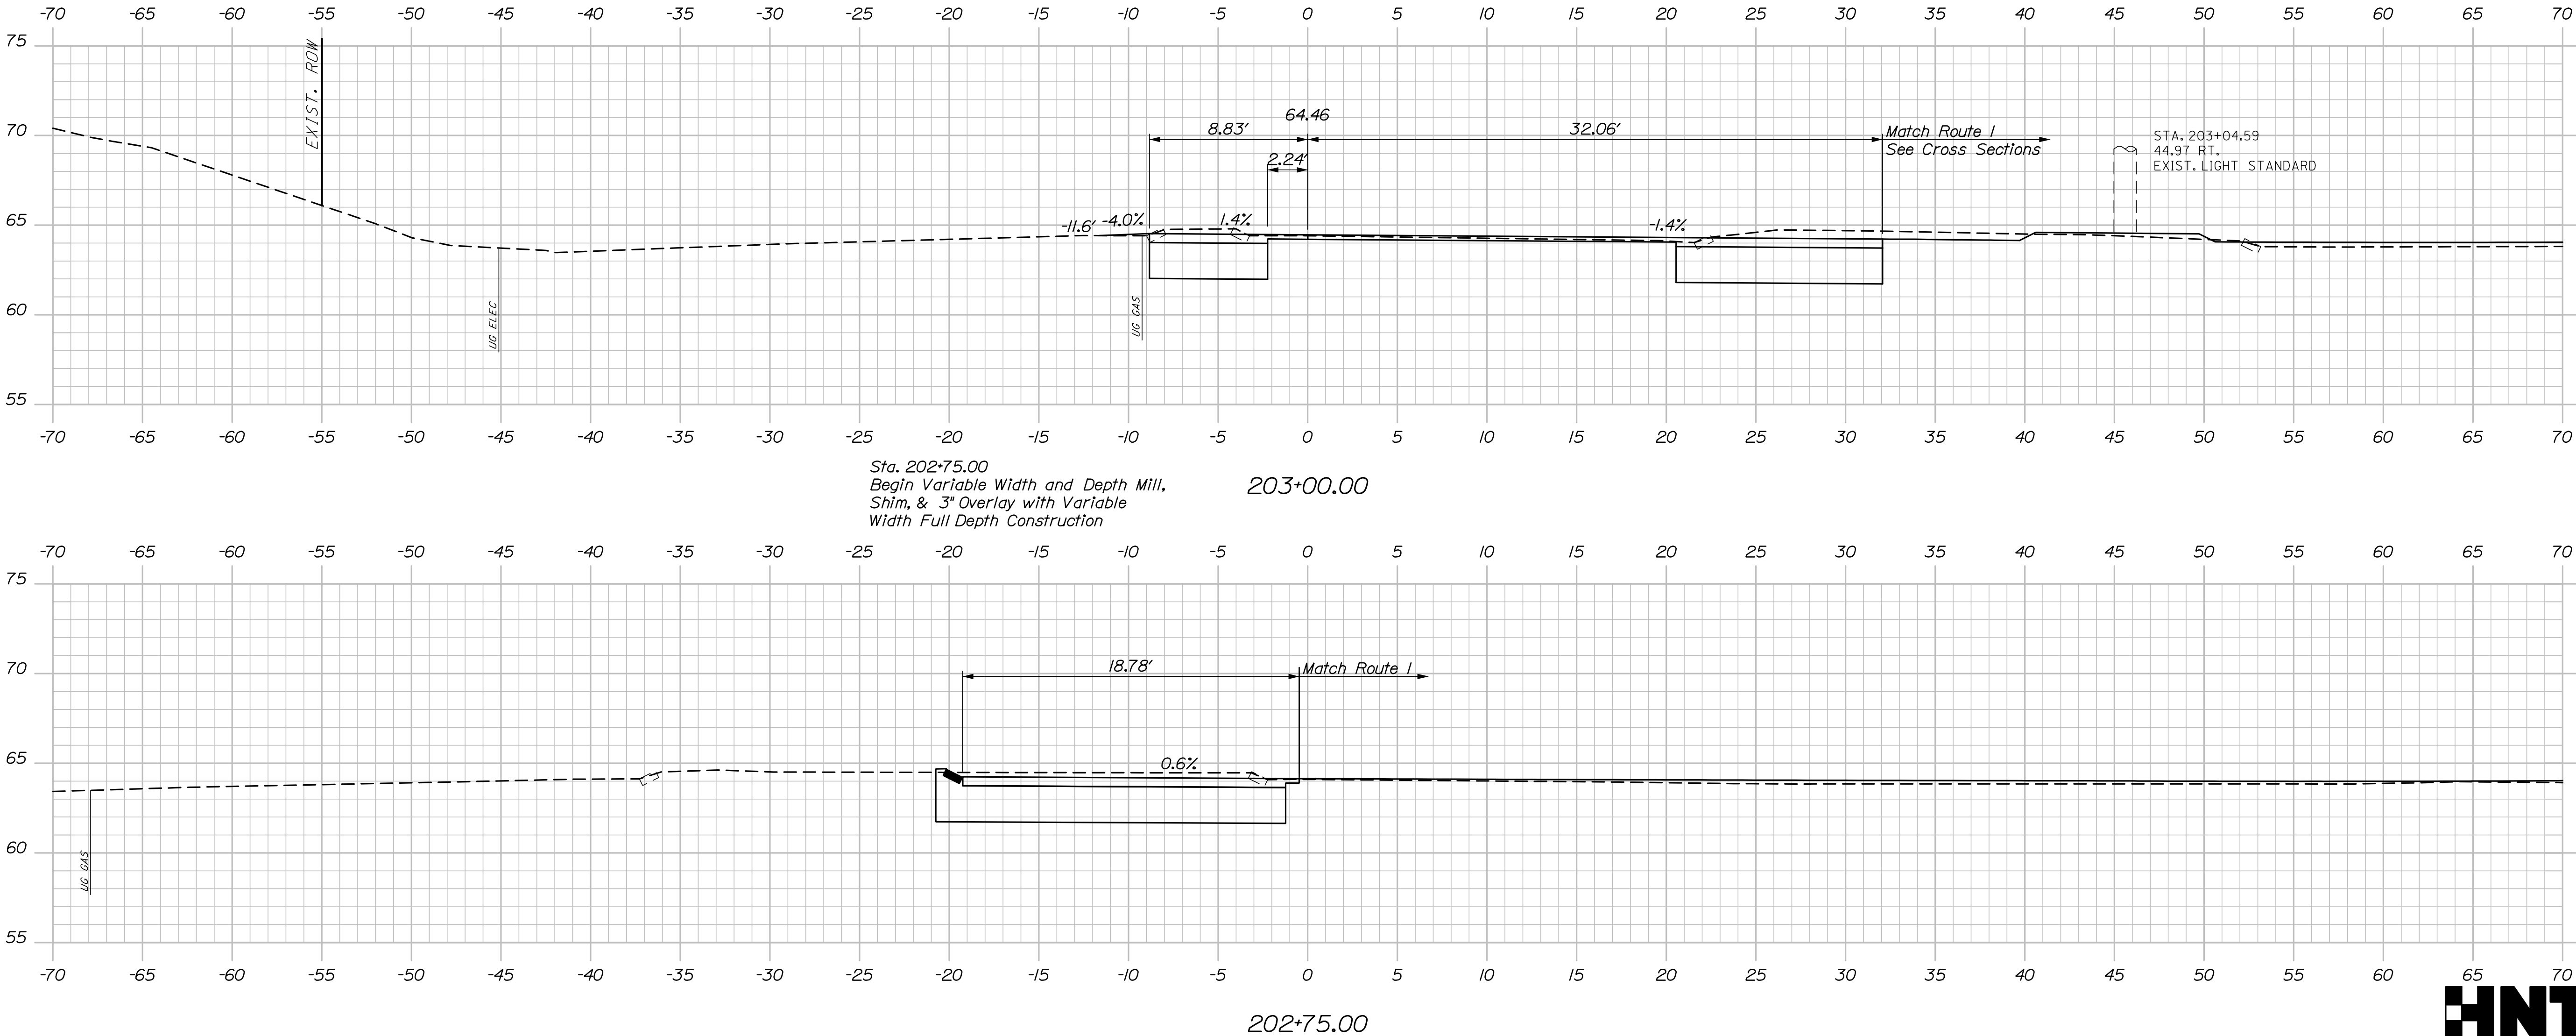 -70 -65 -60 -55 -50 -45 -40 -35 -30 -25 -20 -15 -10 -5 0 5 10 15 20 25 30 35 40 45 50 55 60 65 70
75
EXIST. ROW
70
64.46
8.83'
32.06'
2.24'
Match Route 1
See Cross Sections
STA. 203+04.59
44.97 RT.
EXIST. LIGHT STANDARD
65
-11.6'
-4.0%
1.4%
-1.4%
60
UG ELEC
UG GAS
55
-70 -65 -60 -55 -50 -45 -40 -35 -30 -25 -20 -15 -10 -5 0 5 10 15 20 25 30 35 40 45 50 55 60 65 70
Sta. 202+75.00
Begin Variable Width and Depth Mill,
Shim, & 3" Overlay with Variable
Width Full Depth Construction
203+00.00
-70 -65 -60 -55 -50 -45 -40 -35 -30 -25 -20 -15 -10 -5 0 5 10 15 20 25 30 35 40 45 50 55 60 65 70
75
70
18.78'
Match Route 1
65
0.6%
60
UG GAS
55
-70 -65 -60 -55 -50 -45 -40 -35 -30 -25 -20 -15 -10 -5 0 5 10 15 20 25 30 35 40 45 50 55 60 65 70
202+75.00
HNT